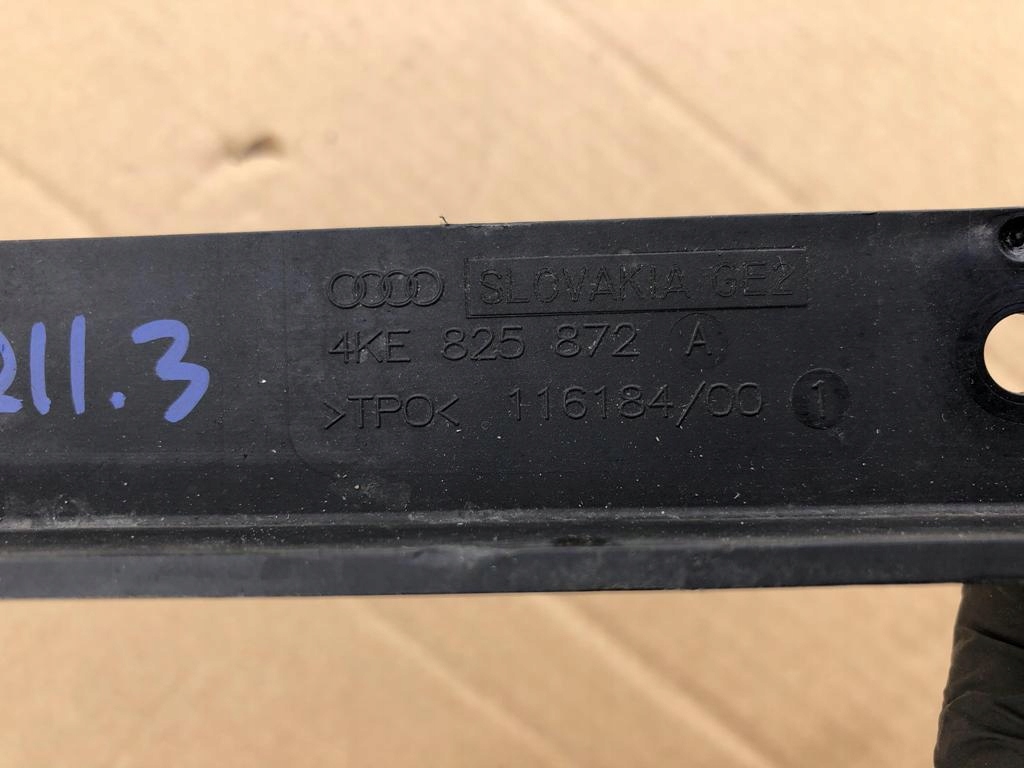 SLOVAKIA GE2
4KE 825 872 A
>TPO< 116184/00 1
211.3